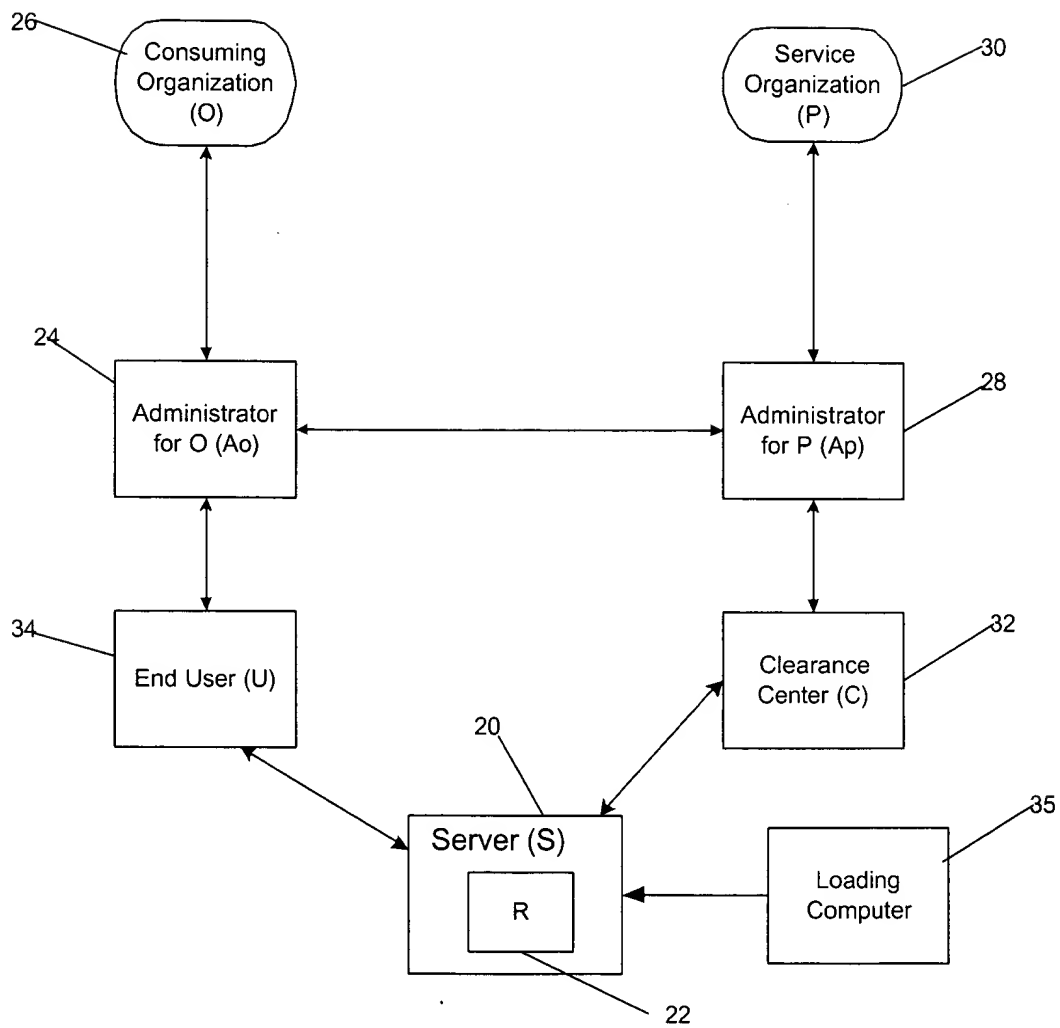 26
Consuming
Organization
(O)
Service
Organization
(P)
30
24
Administrator
for O (Ao)
Administrator
for P (Ap)
28
34
End User (U)
Clearance
Center (C)
32
20
Server (S)
R
22
Loading
Computer
35